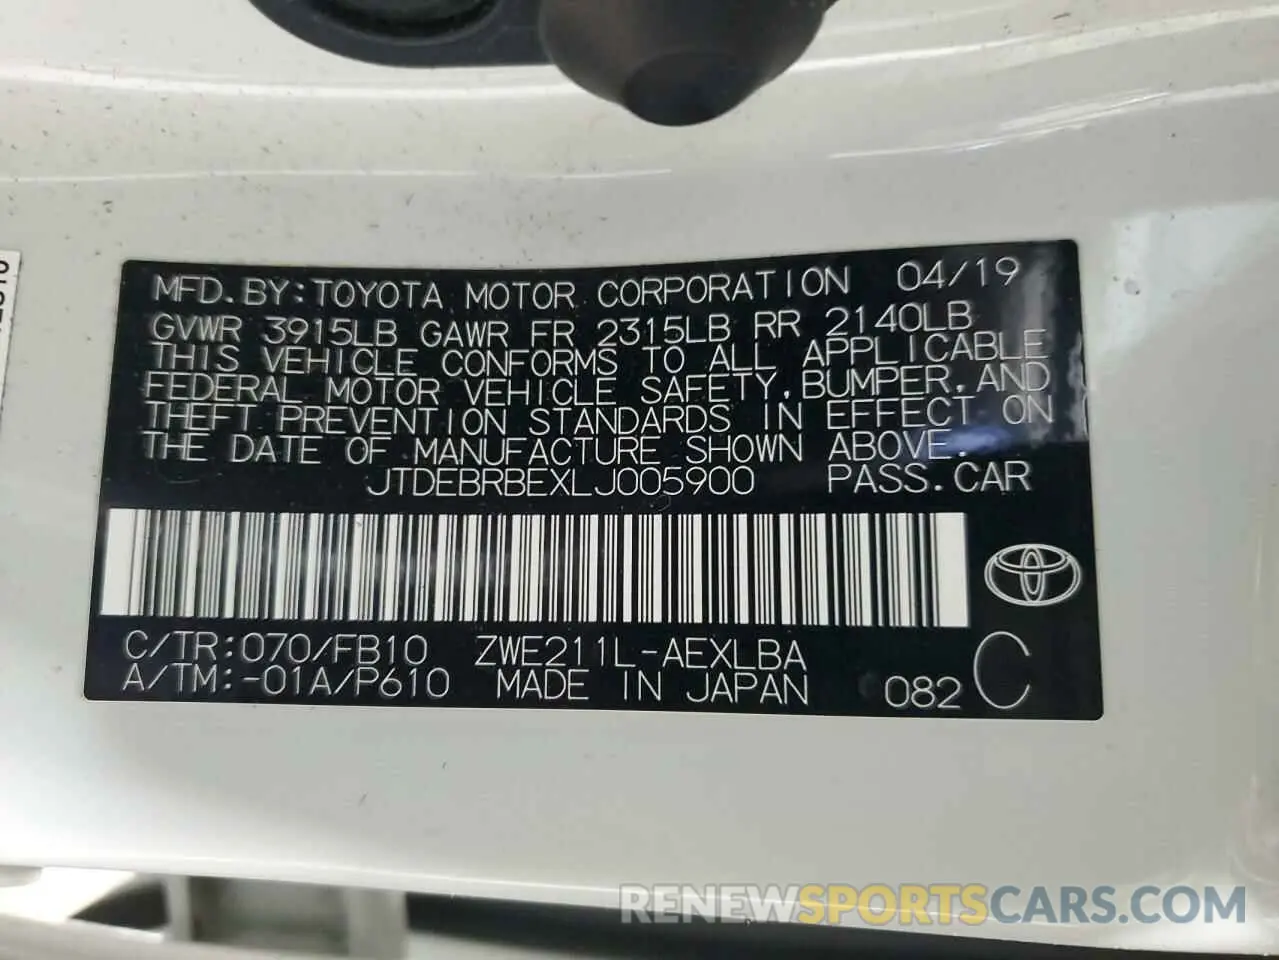 MFD. BY: TOYOTA MOTOR CORPORATION 04/19
GVWR 3915LB GAWR FR 2315LB RR 2140LB
THIS VEHICLE CONFORMS TO ALL APPLICABLE
FEDERAL MOTOR VEHICLE SAFETY, BUMPER, AND
THEFT PREVENTION STANDARDS IN EFFECT ON
THE DATE OF MANUFACTURE SHOWN ABOVE.
JTDEBRBEXLJ005900 PASS. CAR
C/TR: 070/FB10 ZWE211L-AEXLBA
A/TM: -01A/P610 MADE IN JAPAN 082 C
RENEWSPORTSCARS.COM